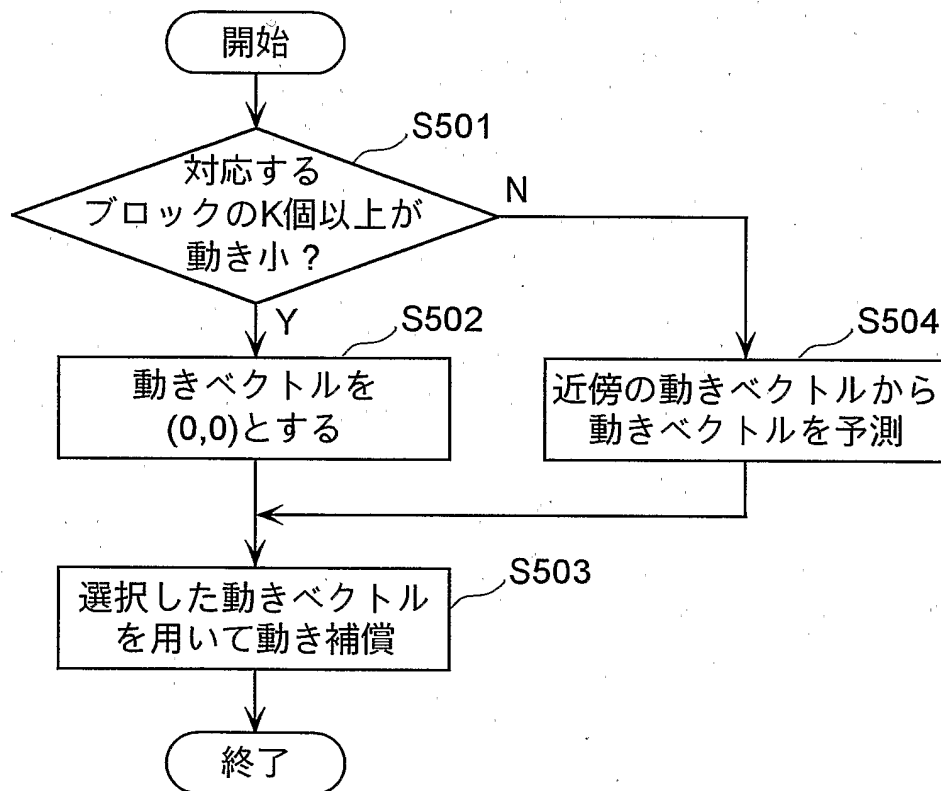 開始
S501
対応する
ブロックのK個以上が
動き小？
N
Y
S502
動きベクトルを
(0,0)とする
S504
近傍の動きベクトルから
動きベクトルを予測
S503
選択した動きベクトル
を用いて動き補償
終了